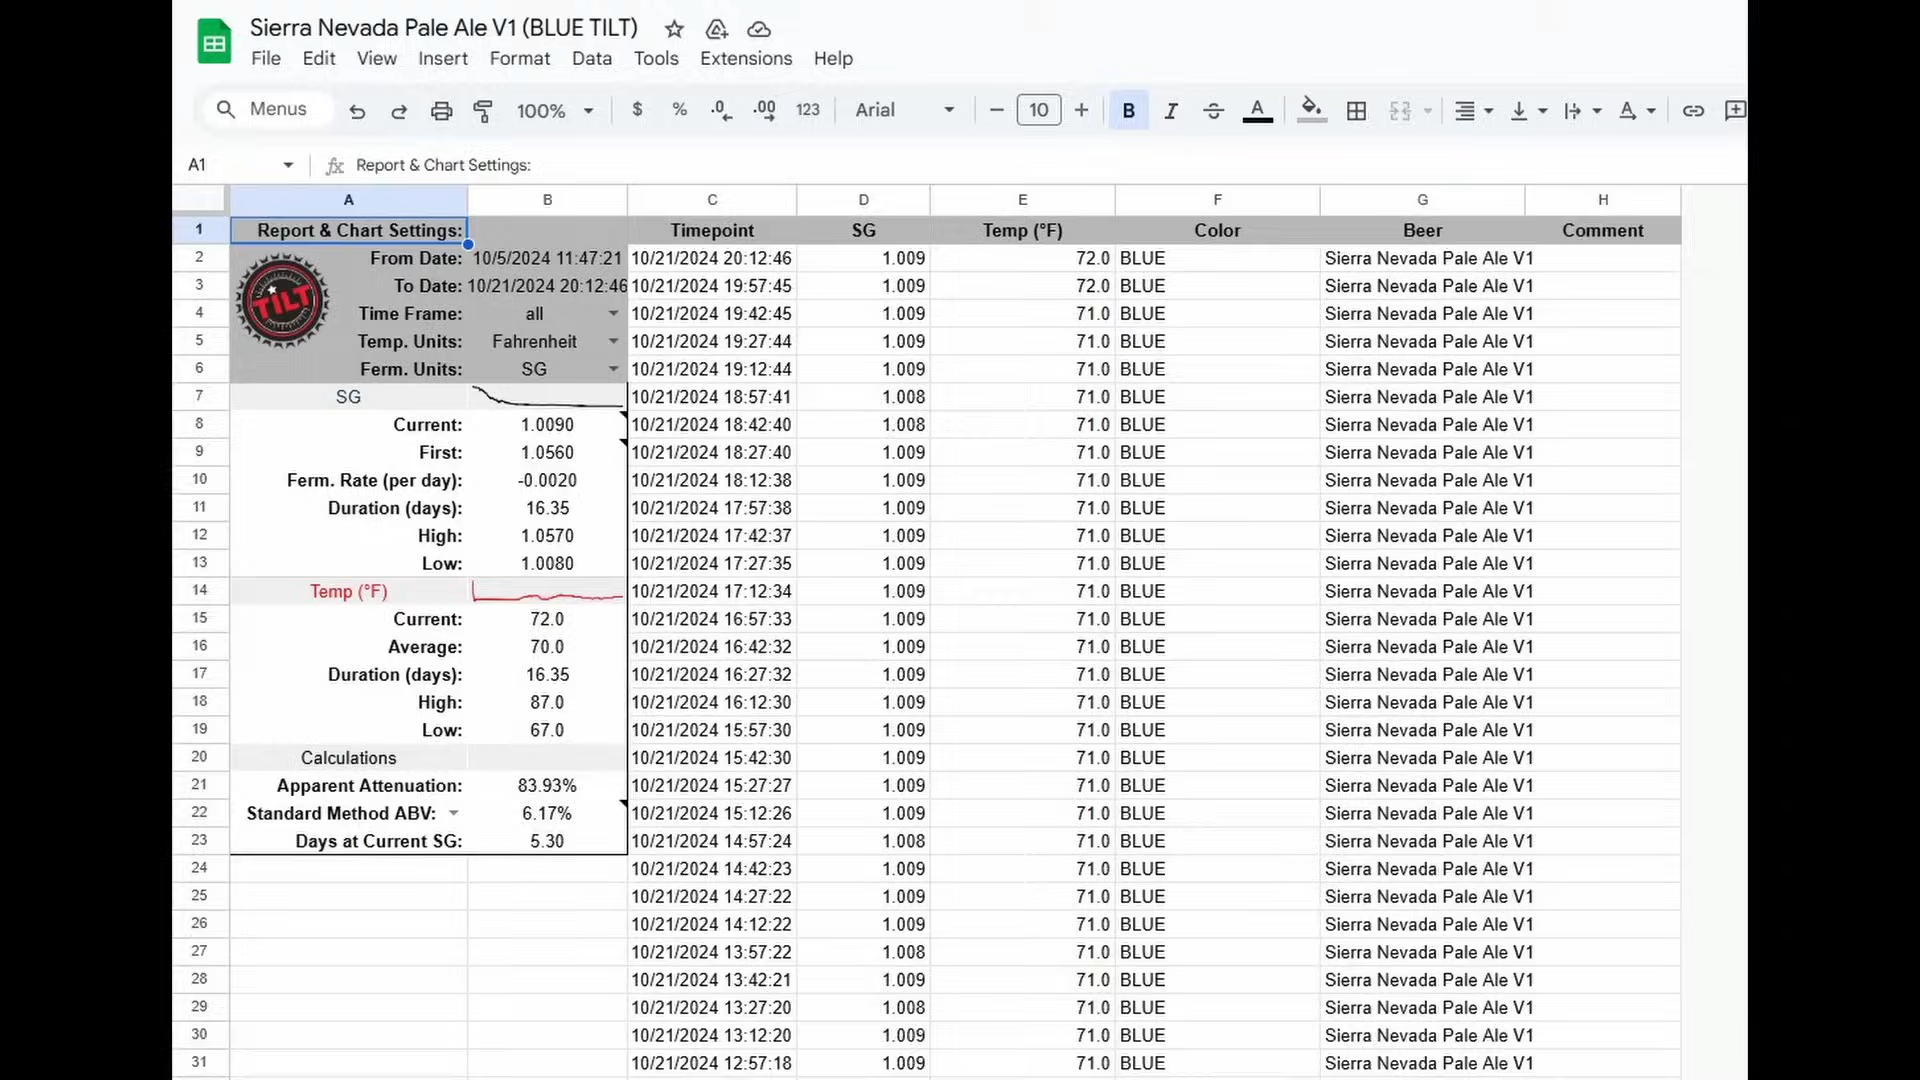 Sierra Nevada Pale Ale V1 (BLUE TILT)
File Edit View Insert Format Data Tools Extensions Help
Menus 100% $ % .0 .00 123 Arial 10 B I S A A
A1 fx Report & Chart Settings:
A B C D E F G H
1 Report & Chart Settings: Timepoint SG Temp (°F) Color Beer Comment
2 From Date: 10/5/2024 11:47:21 10/21/2024 20:12:46 1.009 72.0 BLUE Sierra Nevada Pale Ale V1
TILT
3 To Date: 10/21/2024 20:12:46 10/21/2024 19:57:45 1.009 72.0 BLUE Sierra Nevada Pale Ale V1
4 Time Frame: all 10/21/2024 19:42:45 1.009 71.0 BLUE Sierra Nevada Pale Ale V1
5 Temp. Units: Fahrenheit 10/21/2024 19:27:44 1.009 71.0 BLUE Sierra Nevada Pale Ale V1
6 Ferm. Units: SG 10/21/2024 19:12:44 1.009 71.0 BLUE Sierra Nevada Pale Ale V1
7 SG 10/21/2024 18:57:41 1.008 71.0 BLUE Sierra Nevada Pale Ale V1
8 Current: 1.0090 10/21/2024 18:42:40 1.008 71.0 BLUE Sierra Nevada Pale Ale V1
9 First: 1.0560 10/21/2024 18:27:40 1.009 71.0 BLUE Sierra Nevada Pale Ale V1
10 Ferm. Rate (per day): -0.0020 10/21/2024 18:12:38 1.009 71.0 BLUE Sierra Nevada Pale Ale V1
11 Duration (days): 16.35 10/21/2024 17:57:38 1.009 71.0 BLUE Sierra Nevada Pale Ale V1
12 High: 1.0570 10/21/2024 17:42:37 1.009 71.0 BLUE Sierra Nevada Pale Ale V1
13 Low: 1.0080 10/21/2024 17:27:35 1.009 71.0 BLUE Sierra Nevada Pale Ale V1
14 Temp (°F) 10/21/2024 17:12:34 1.009 71.0 BLUE Sierra Nevada Pale Ale V1
15 Current: 72.0 10/21/2024 16:57:33 1.009 71.0 BLUE Sierra Nevada Pale Ale V1
16 Average: 70.0 10/21/2024 16:42:32 1.009 71.0 BLUE Sierra Nevada Pale Ale V1
17 Duration (days): 16.35 10/21/2024 16:27:32 1.009 71.0 BLUE Sierra Nevada Pale Ale V1
18 High: 87.0 10/21/2024 16:12:30 1.009 71.0 BLUE Sierra Nevada Pale Ale V1
19 Low: 67.0 10/21/2024 15:57:30 1.009 71.0 BLUE Sierra Nevada Pale Ale V1
20 Calculations 10/21/2024 15:42:30 1.009 71.0 BLUE Sierra Nevada Pale Ale V1
21 Apparent Attenuation: 83.93% 10/21/2024 15:27:27 1.009 71.0 BLUE Sierra Nevada Pale Ale V1
22 Standard Method ABV: 6.17% 10/21/2024 15:12:26 1.009 71.0 BLUE Sierra Nevada Pale Ale V1
23 Days at Current SG: 5.30 10/21/2024 14:57:24 1.008 71.0 BLUE Sierra Nevada Pale Ale V1
24 10/21/2024 14:42:23 1.009 71.0 BLUE Sierra Nevada Pale Ale V1
25 10/21/2024 14:27:22 1.009 71.0 BLUE Sierra Nevada Pale Ale V1
26 10/21/2024 14:12:22 1.009 71.0 BLUE Sierra Nevada Pale Ale V1
27 10/21/2024 13:57:22 1.008 71.0 BLUE Sierra Nevada Pale Ale V1
28 10/21/2024 13:42:21 1.009 71.0 BLUE Sierra Nevada Pale Ale V1
29 10/21/2024 13:27:20 1.008 71.0 BLUE Sierra Nevada Pale Ale V1
30 10/21/2024 13:12:20 1.009 71.0 BLUE Sierra Nevada Pale Ale V1
31 10/21/2024 12:57:18 1.009 71.0 BLUE Sierra Nevada Pale Ale V1